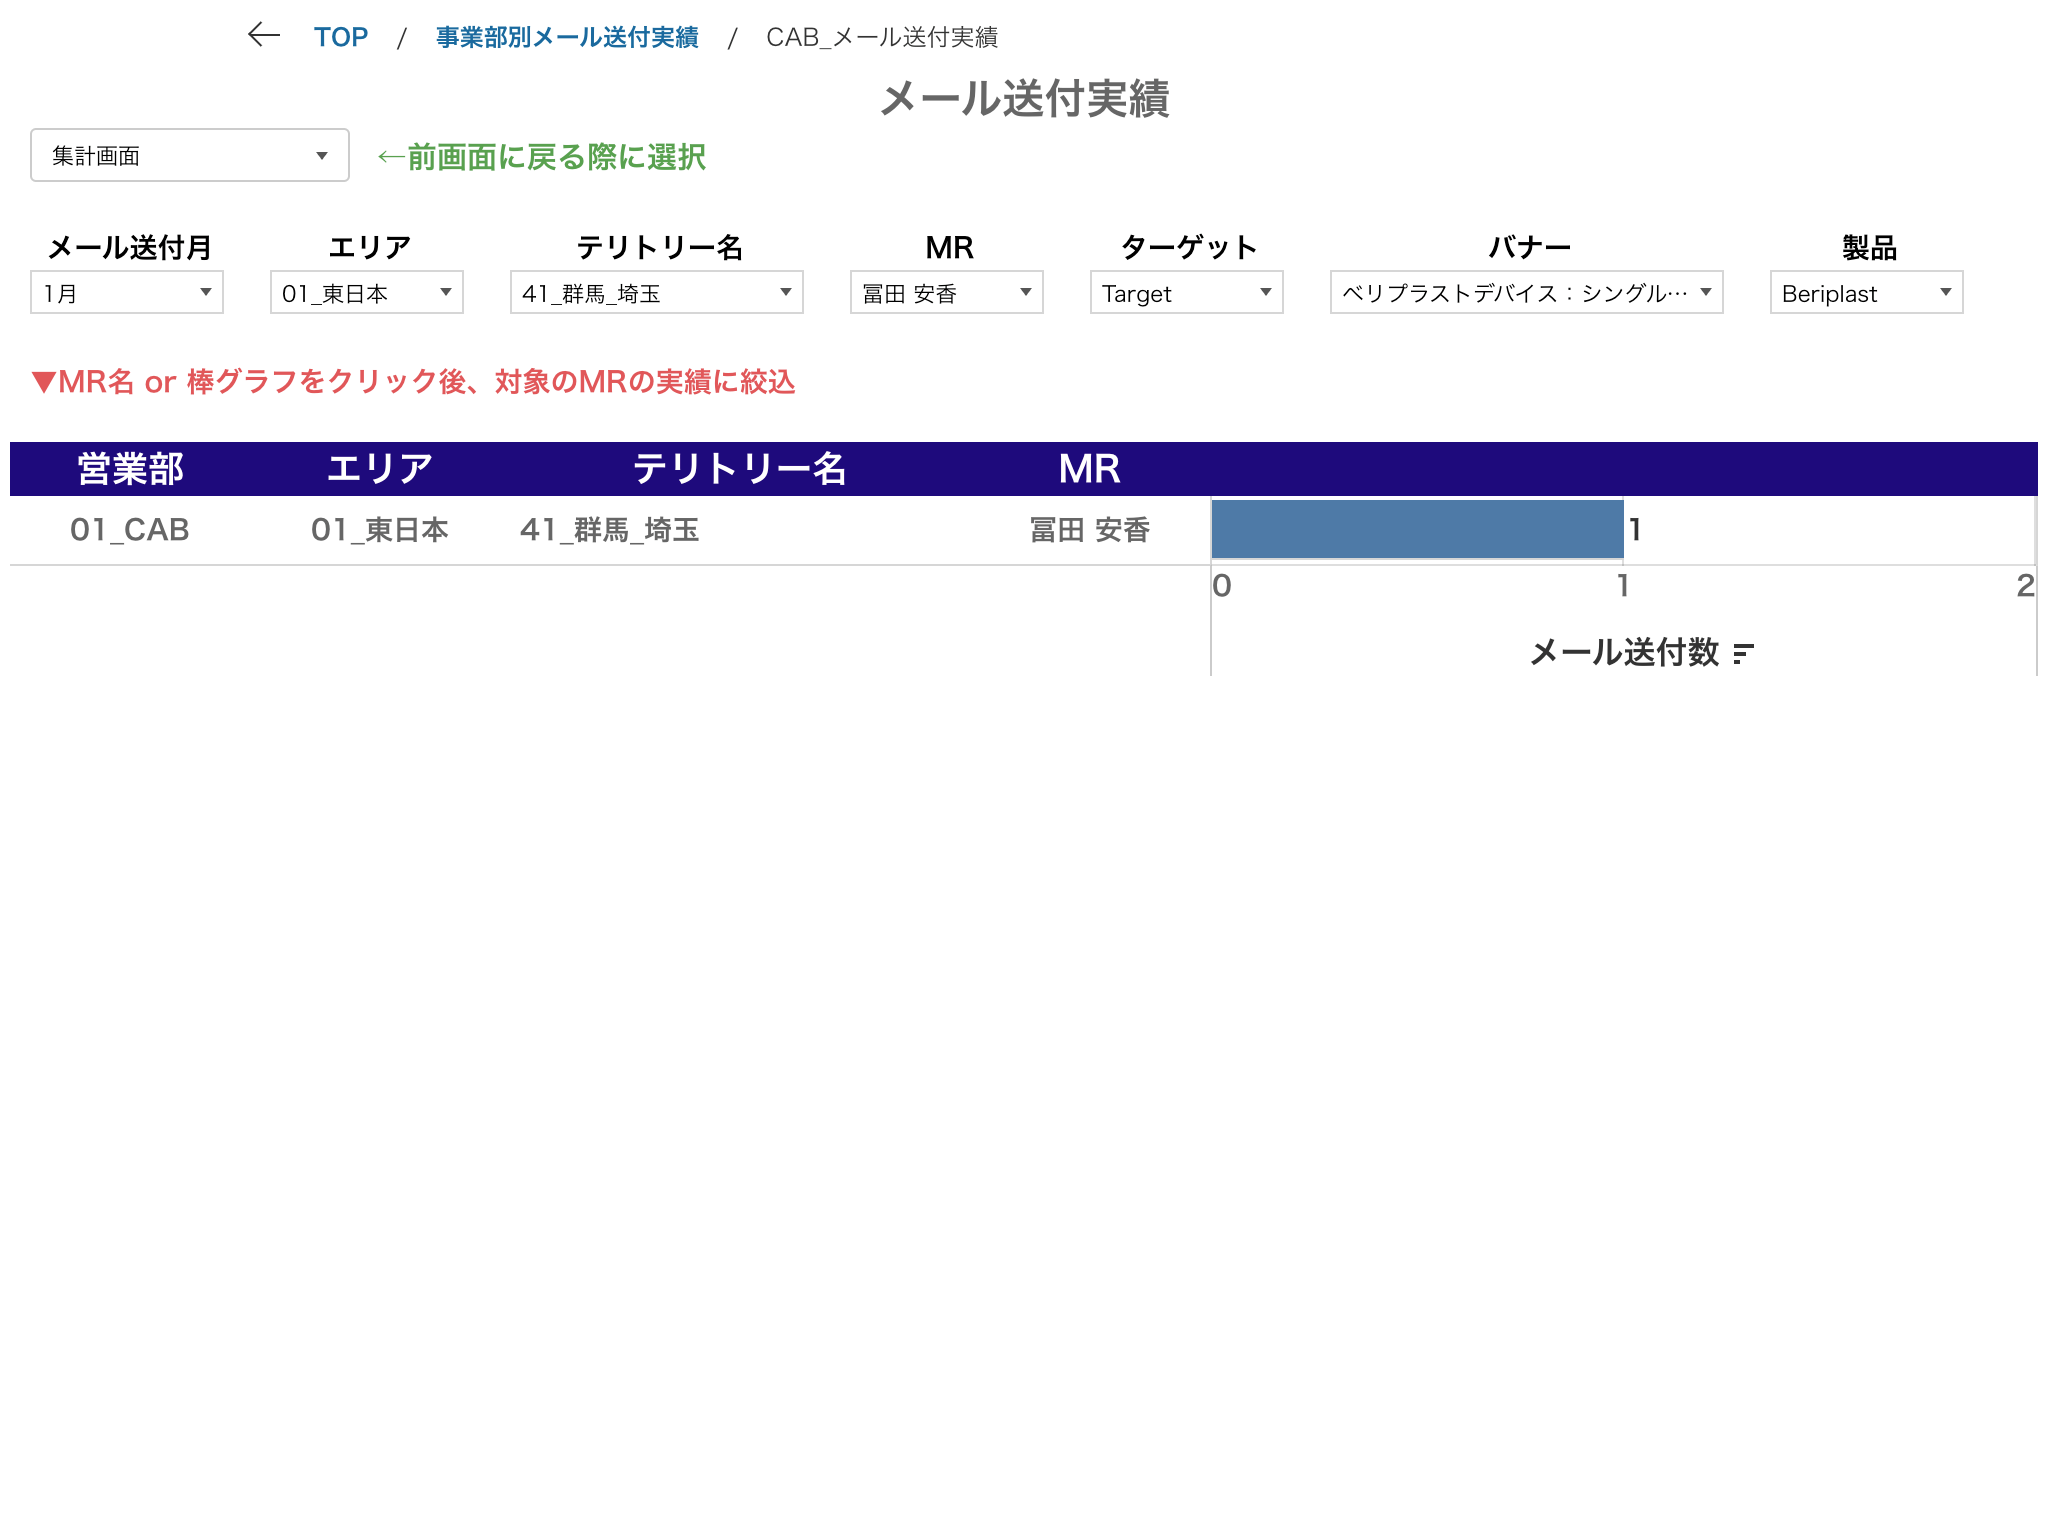 ← TOP / 事業部別メール送付実績 / CAB_メール送付実績
メール送付実績
集計画面 ←前画面に戻る際に選択
メール送付月 エリア テリトリー名 MR ターゲット バナー 製品
1月 01_東日本 41_群馬_埼玉 冨田 安香 Target ベリプラストデバイス：シングル… Beriplast
▼MR名 or 棒グラフをクリック後、対象のMRの実績に絞込
営業部 エリア テリトリー名 MR
01_CAB 01_東日本 41_群馬_埼玉 冨田 安香 1
0 1 2
メール送付数